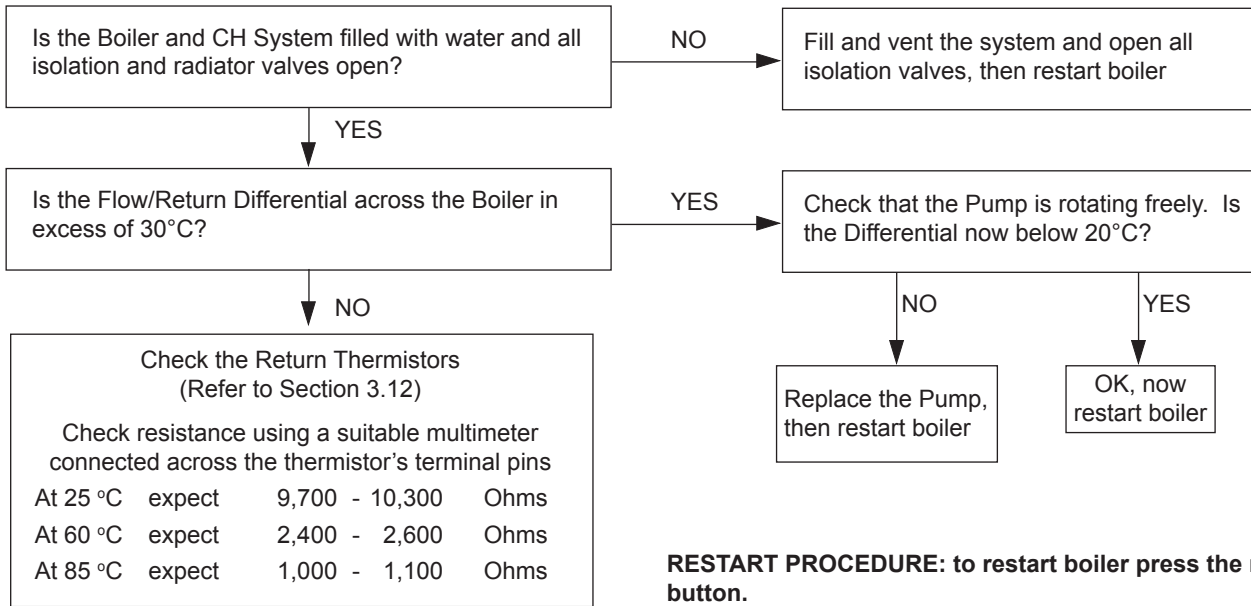 Is the Boiler and CH System filled with water and all
isolation and radiator valves open?
NO
Fill and vent the system and open all
isolation valves, then restart boiler
YES
Is the Flow/Return Differential across the Boiler in
excess of 30°C?
YES
Check that the Pump is rotating freely. Is
the Differential now below 20°C?
NO
Check the Return Thermistors
(Refer to Section 3.12)
Check resistance using a suitable multimeter
connected across the thermistor's terminal pins
At 25 °C expect 9,700 - 10,300 Ohms
At 60 °C expect 2,400 - 2,600 Ohms
At 85 °C expect 1,000 - 1,100 Ohms
NO
YES
Replace the Pump,
then restart boiler
OK, now
restart boiler
RESTART PROCEDURE: to restart boiler press the
button.